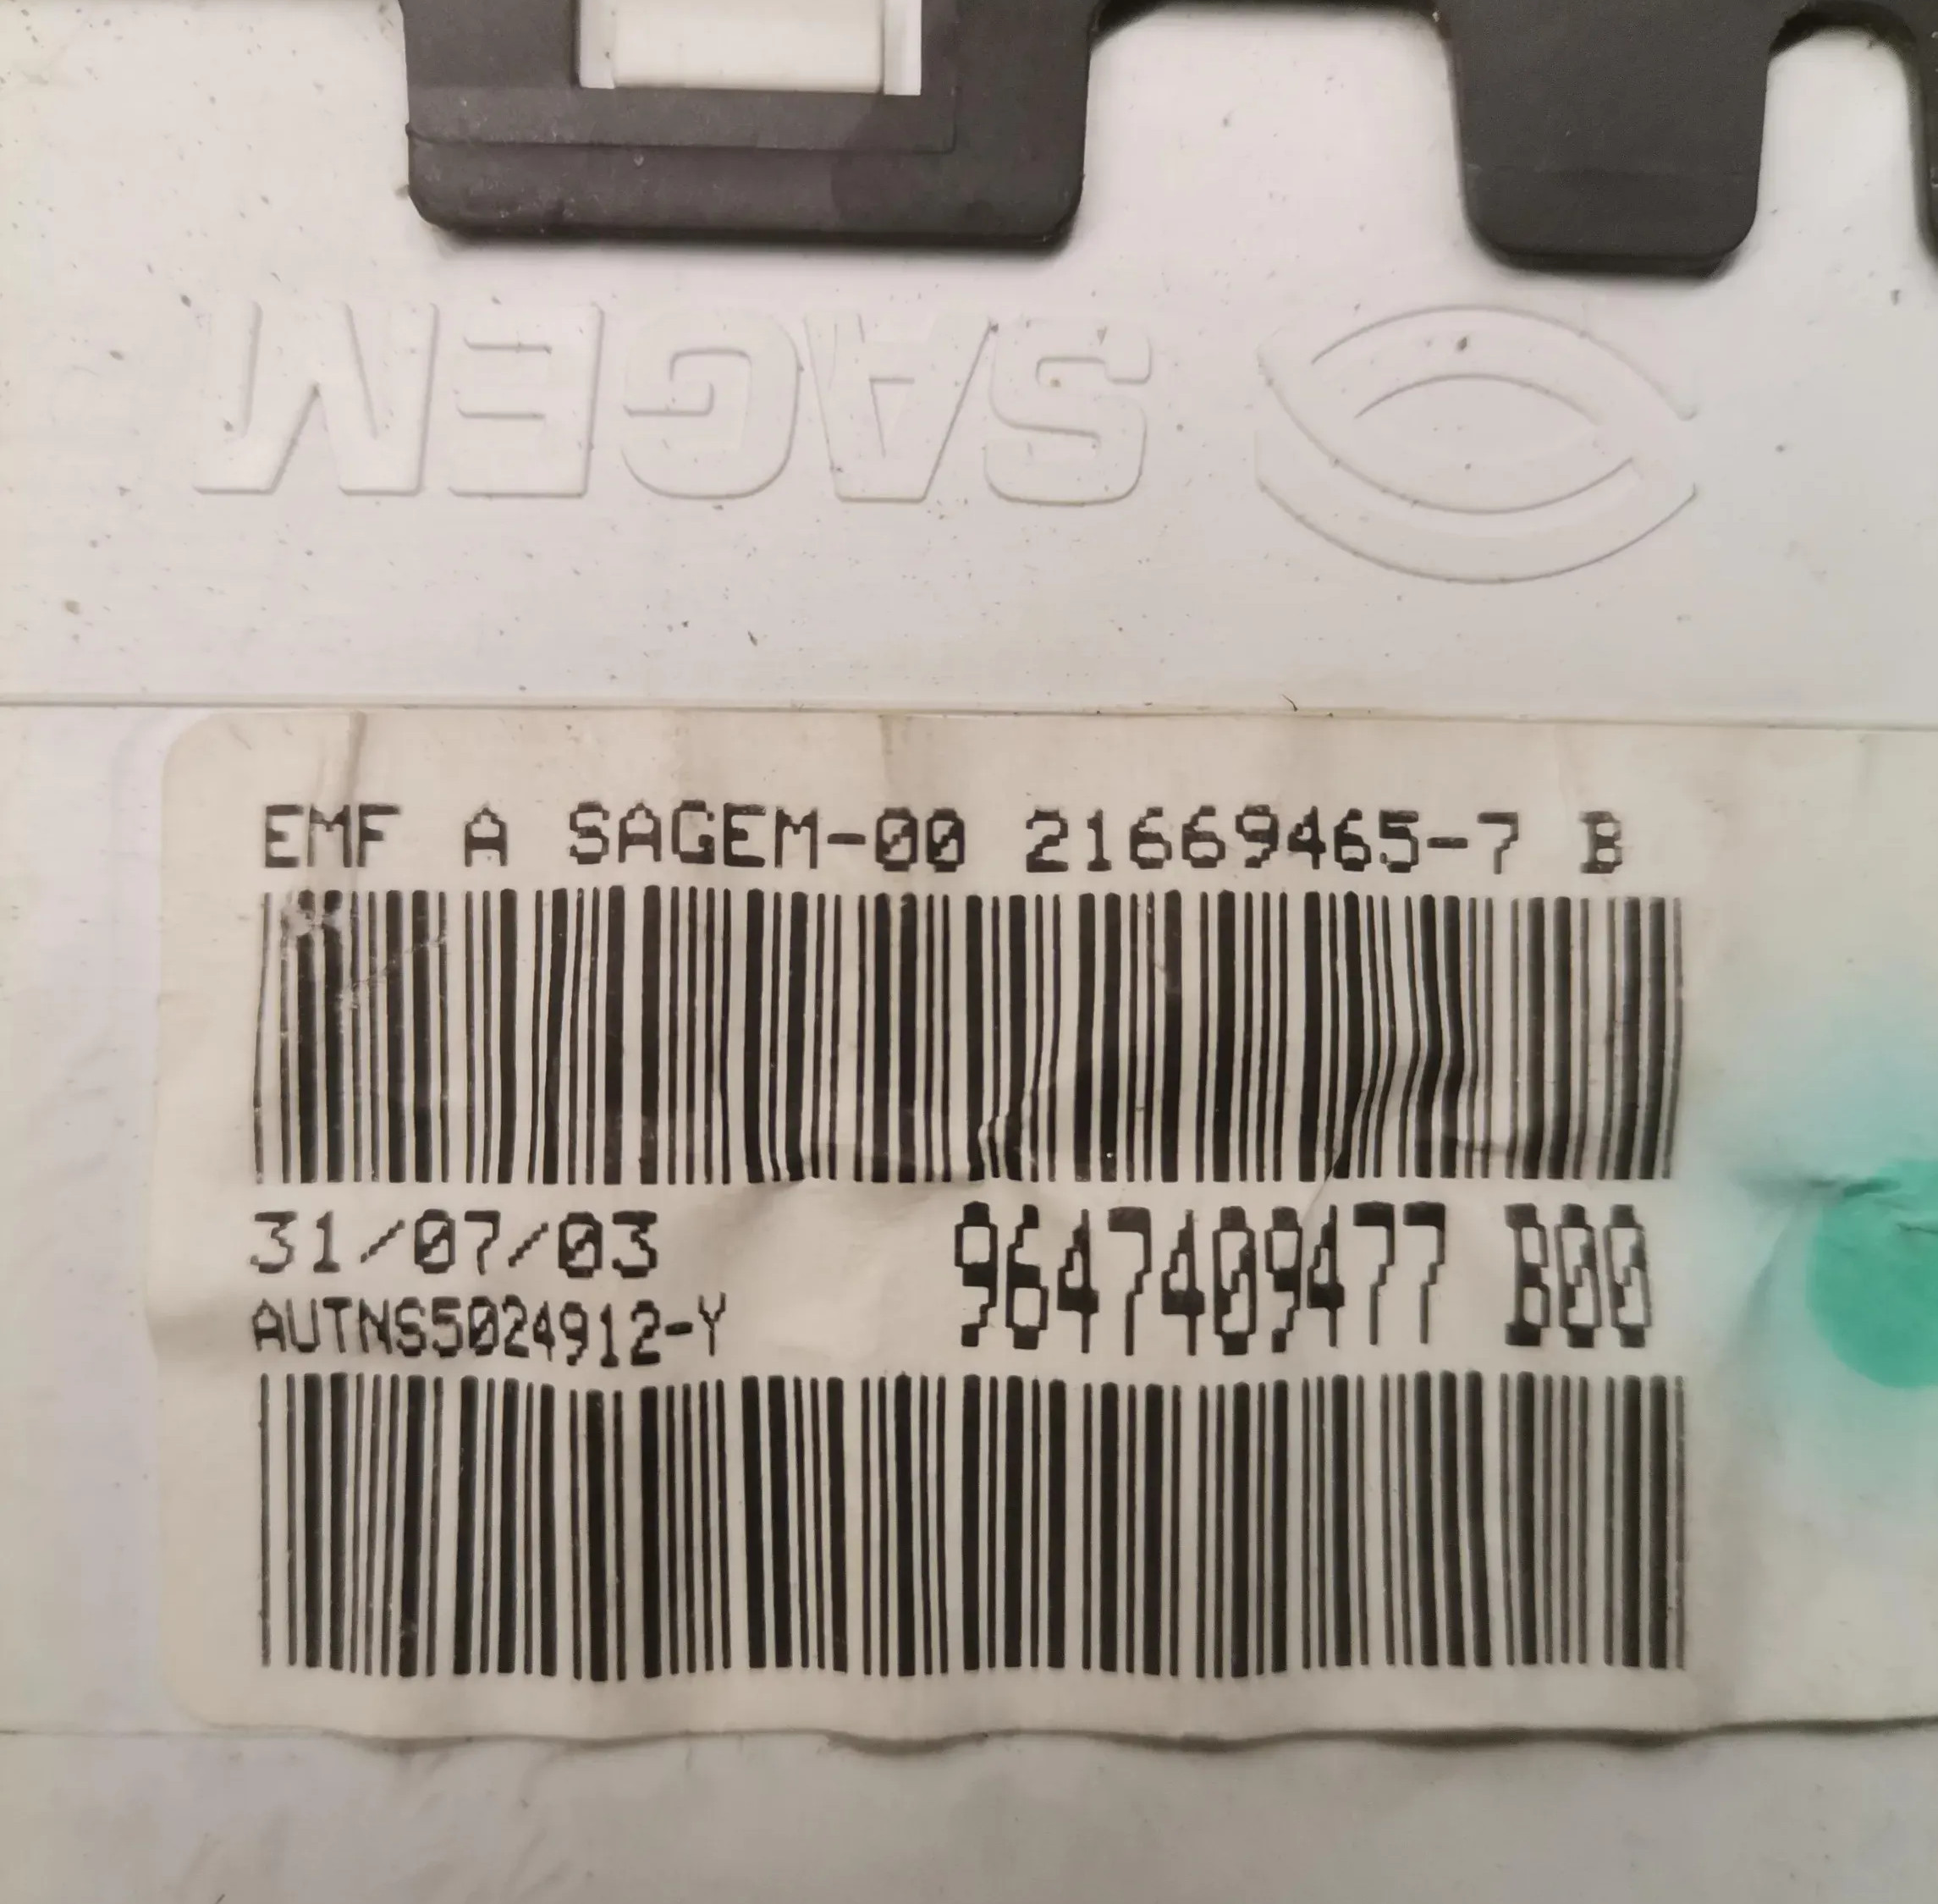 SAGEM
EMF A SAGEM-00 21669465-7 B
31/07/03
AUTNS5024912-Y
9647409477 B00